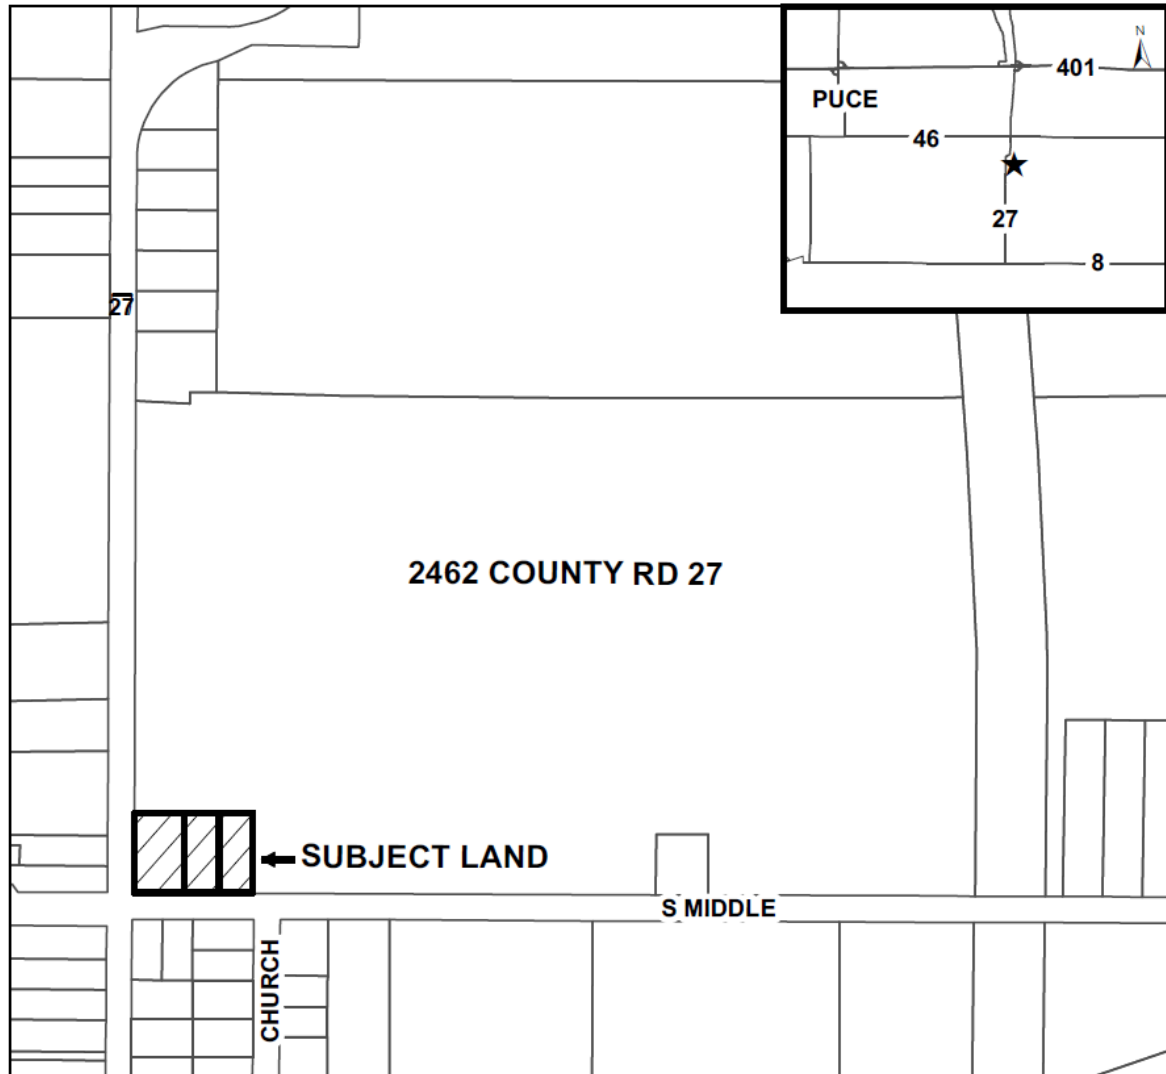 N
401
PUCE
46
27
8
27
2462 COUNTY RD 27
SUBJECT LAND
S MIDDLE
CHURCH